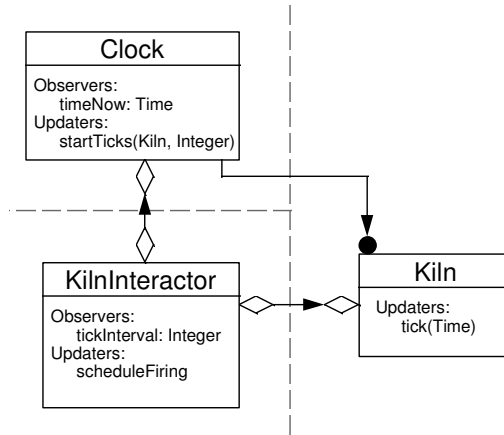 Clock
Observers:
timeNow: Time
Updaters:
startTicks(Kiln, Integer)
KilnInteractor
Observers:
tickInterval: Integer
Updaters:
scheduleFiring
Kiln
Updaters:
tick(Time)